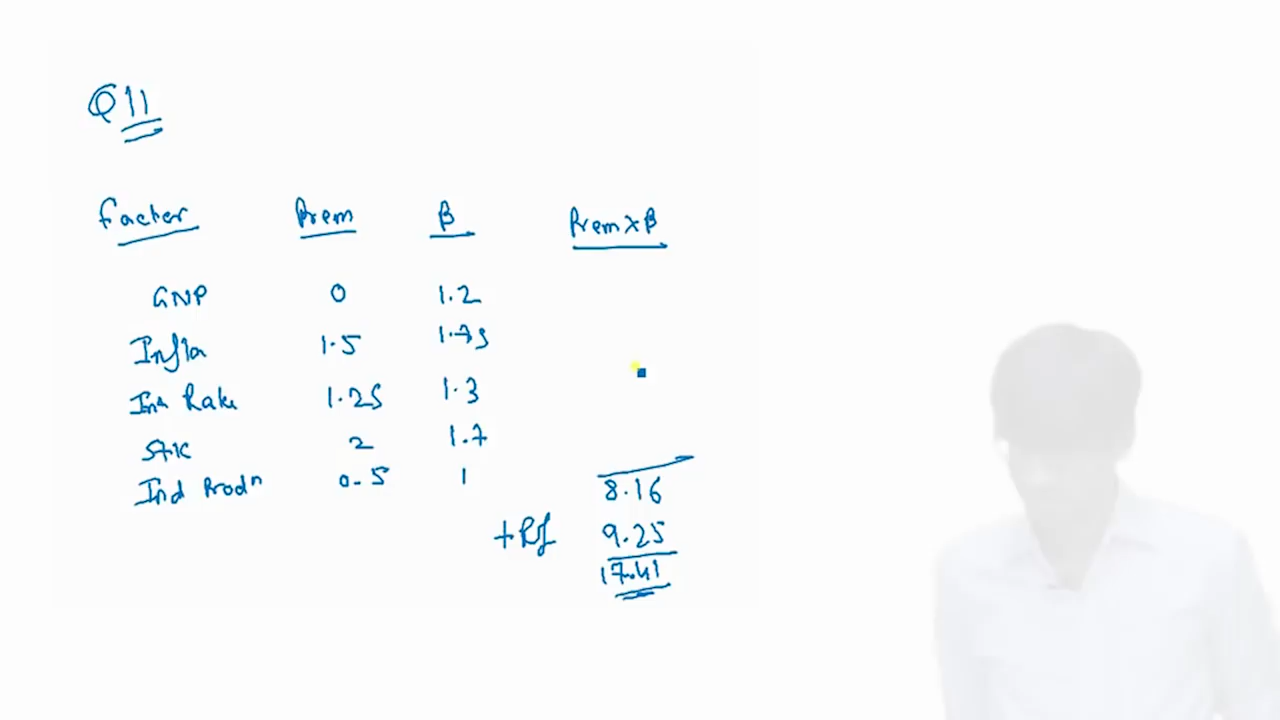 Q11
Factor Prem β Prem x β
GNP 0 1.2
Infla 1.5 1.75
Int Rate 1.25 1.3
STK 2 1.7
Ind Prodn 0.5 1
8.16
+Rf 9.25
17.41